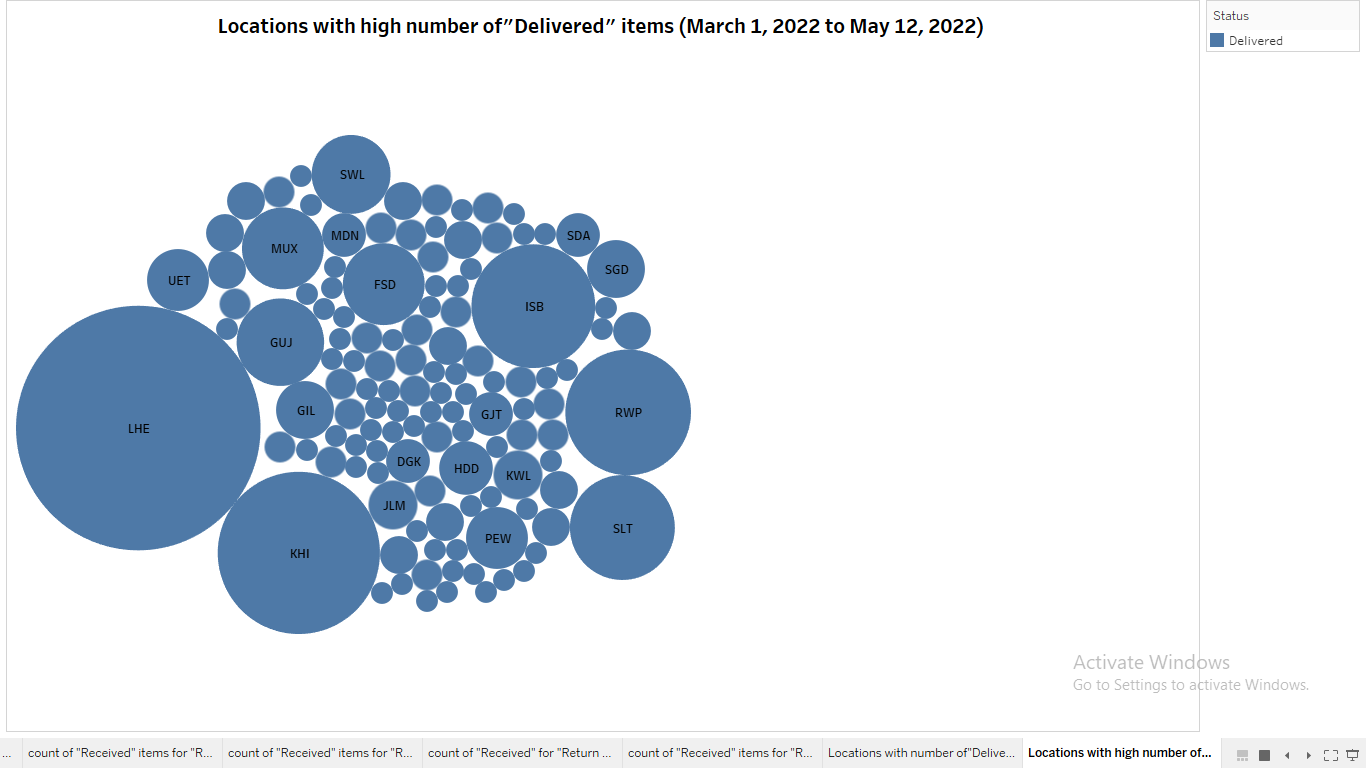 Locations with high number of”Delivered” items (March 1, 2022 to May 12, 2022)
Status
Delivered
SWL
MDN
SDA
MUX
SGD
UET
FSD
ISB
GUJ
GIL
GJT
RWP
LHE
DGK
HDD
KWL
JLM
SLT
PEW
KHI
Activate Windows
Go to Settings to activate Windows.
... count of "Received" items for "R... count of "Received" items for "R... count of "Received" for "Return ... count of "Received" items for "R... Locations with number of"Delive... Locations with high number of...